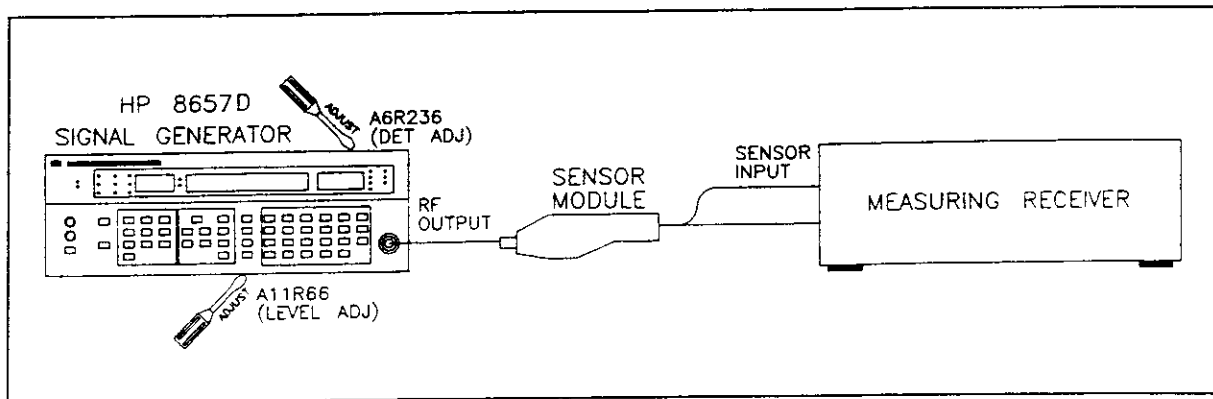 HP 8657D
SIGNAL GENERATOR
ADJUST
A6R236
(DET ADJ)
RF
OUTPUT
SENSOR
MODULE
SENSOR
INPUT
MEASURING RECEIVER
ADJUST
A11R66
(LEVEL ADJ)